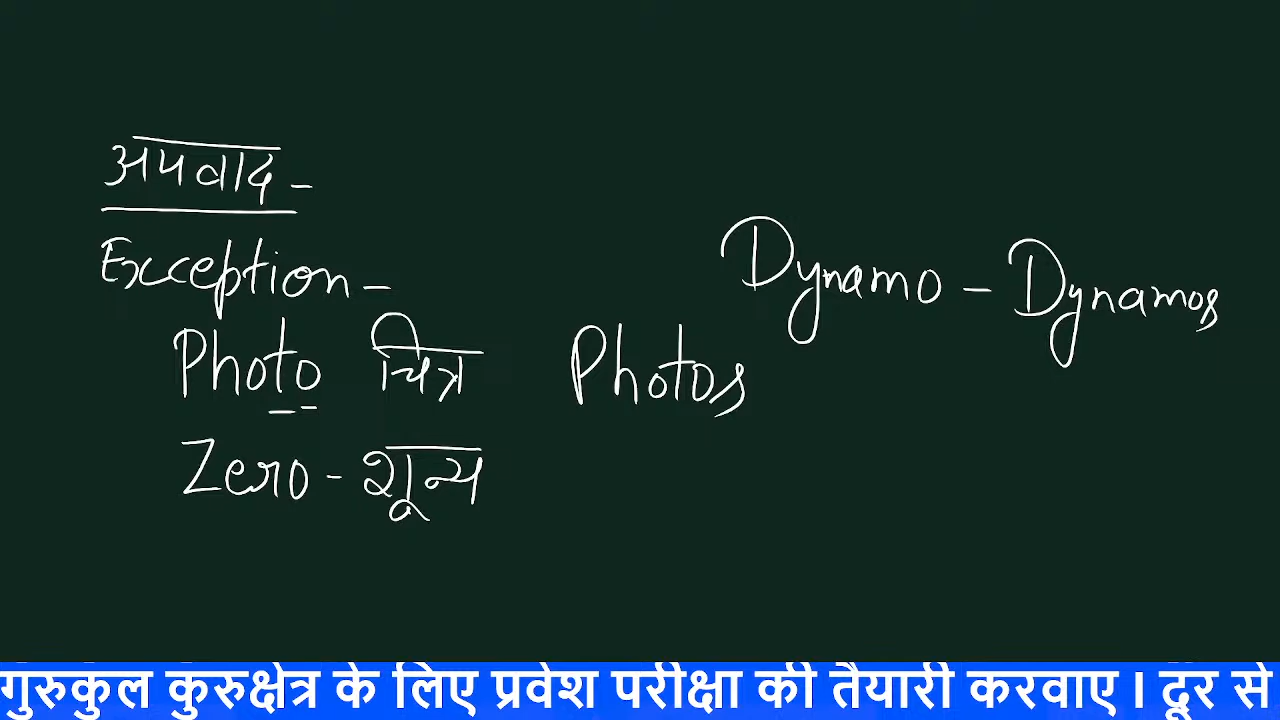 अपवाद -
Exception -
Dynamo - Dynamos
Photo चित्र Photos
Zero - शून्य
गुरुकुल कुरुक्षेत्र के लिए प्रवेश परीक्षा की तैयारी करवाए । दूर से